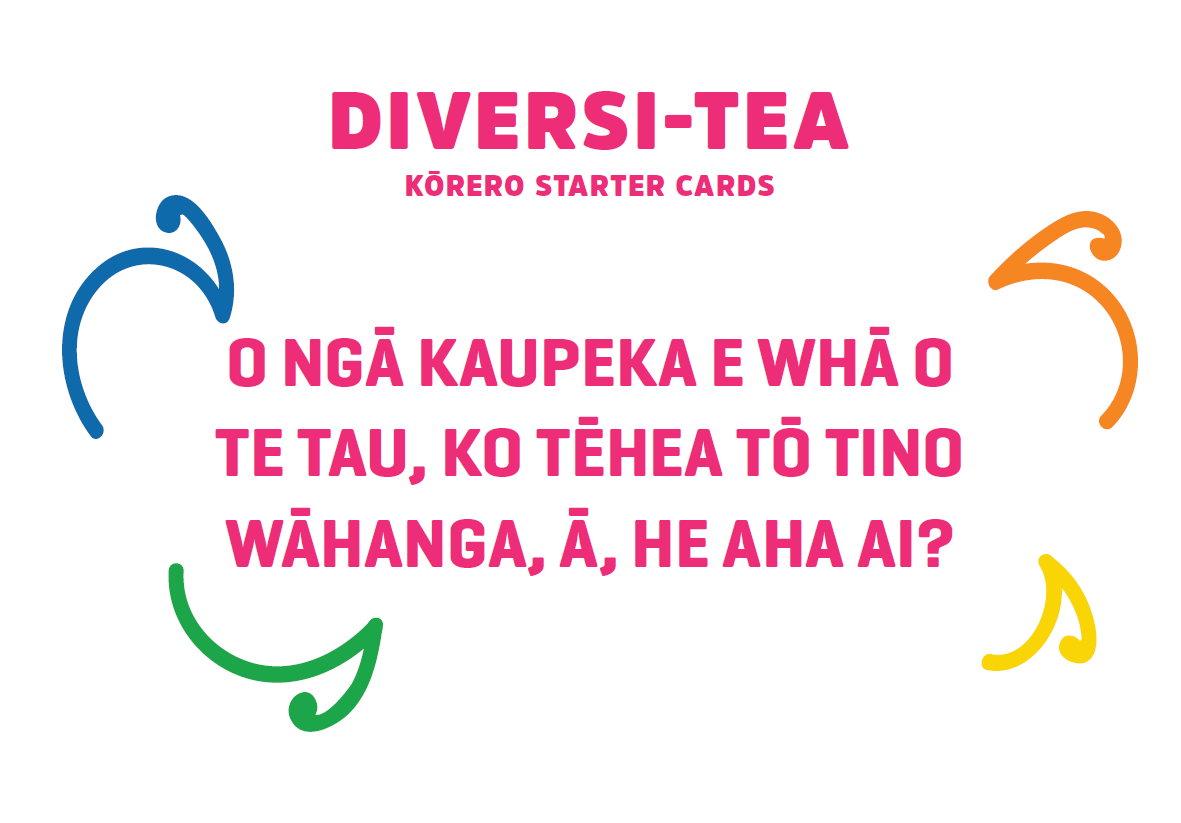 DIVERSI-TEA
KŌRERO STARTER CARDS
O NGĀ KAUPEKA E WHĀ O
TE TAU, KO TĒHEA TŌ TINO
WĀHANGA, Ā, HE AHA AI?